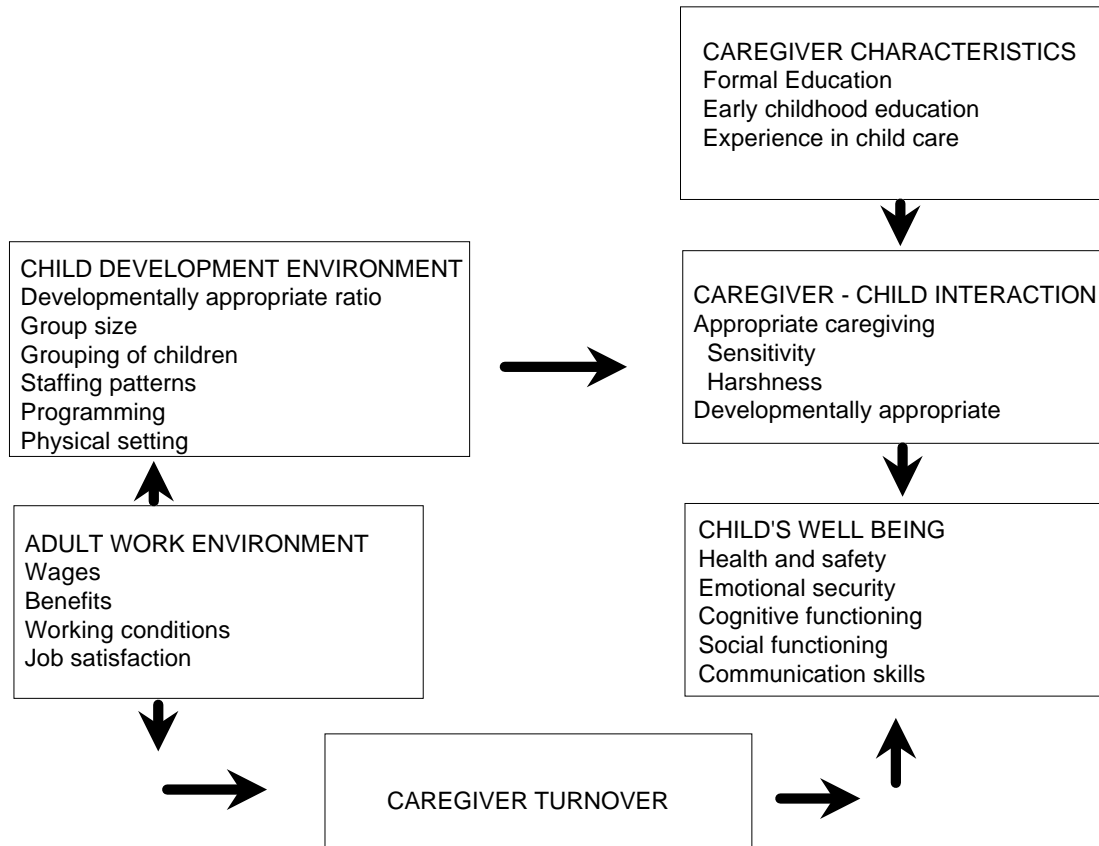 CAREGIVER CHARACTERISTICS
Formal Education
Early childhood education
Experience in child care
CHILD DEVELOPMENT ENVIRONMENT
Developmentally appropriate ratio
Group size
Grouping of children
Staffing patterns
Programming
Physical setting
CAREGIVER - CHILD INTERACTION
Appropriate caregiving
Sensitivity
Harshness
Developmentally appropriate
ADULT WORK ENVIRONMENT
Wages
Benefits
Working conditions
Job satisfaction
CHILD'S WELL BEING
Health and safety
Emotional security
Cognitive functioning
Social functioning
Communication skills
CAREGIVER TURNOVER